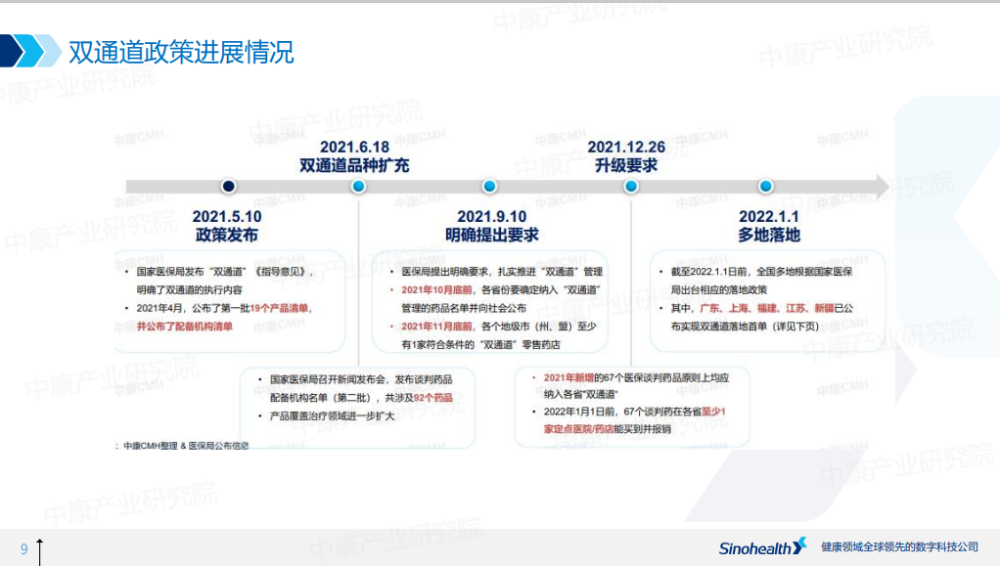 双通道政策进展情况
2021.6.18
双通道品种扩充
2021.12.26
升级要求
2021.5.10
政策发布
2021.9.10
明确提出要求
2022.1.1
多地落地
• 国家医保局发布“双通道”《指导意见》，
明确了双通道的执行内容
• 2021年4月，公布了第一批19个产品清单，
并公布了配备机构清单
• 医保局提出明确要求，扎实推进“双通道”管理
• 2021年10月底前，各省份要确定纳入“双通道”
管理的药品名单并向社会公布
• 2021年11月底前，各个地级市（州、盟）至少
有1家符合条件的“双通道”零售药店
• 截至2022.1.1日前，全国多地根据国家医保
局出台相应的落地政策
• 其中，广东、上海、福建、江苏、新疆已公
布实现双通道落地首单（详见下页）
• 国家医保局召开新闻发布会，发布谈判药品
配备机构名单（第二批），共涉及92个药品
• 产品覆盖治疗领域进一步扩大
• 2021年新增的67个医保谈判药品原则上均应
纳入各省"双通道"
• 2022年1月1日前，67个谈判药在各省至少1
家定点医院/药店能买到并报销
：中康CMH整理 & 医保局公布信息
9
Sinohealth
健康领域全球领先的数字科技公司
中康产业研究院
中康CMH